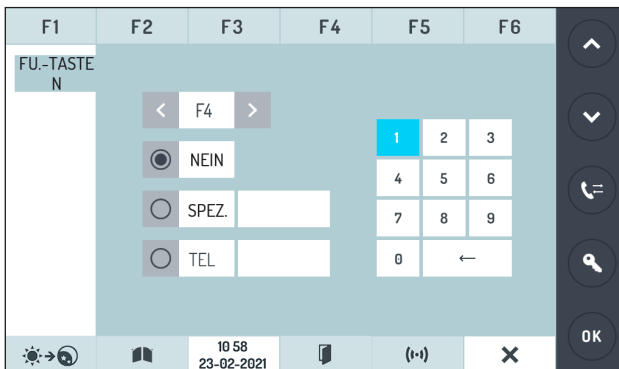 F1 F2 F3 F4 F5 F6
FU.-TASTE
N
F4
NEIN
SPEZ.
TEL
1 2 3
4 5 6
7 8 9
0
10 58
23-02-2021
OK